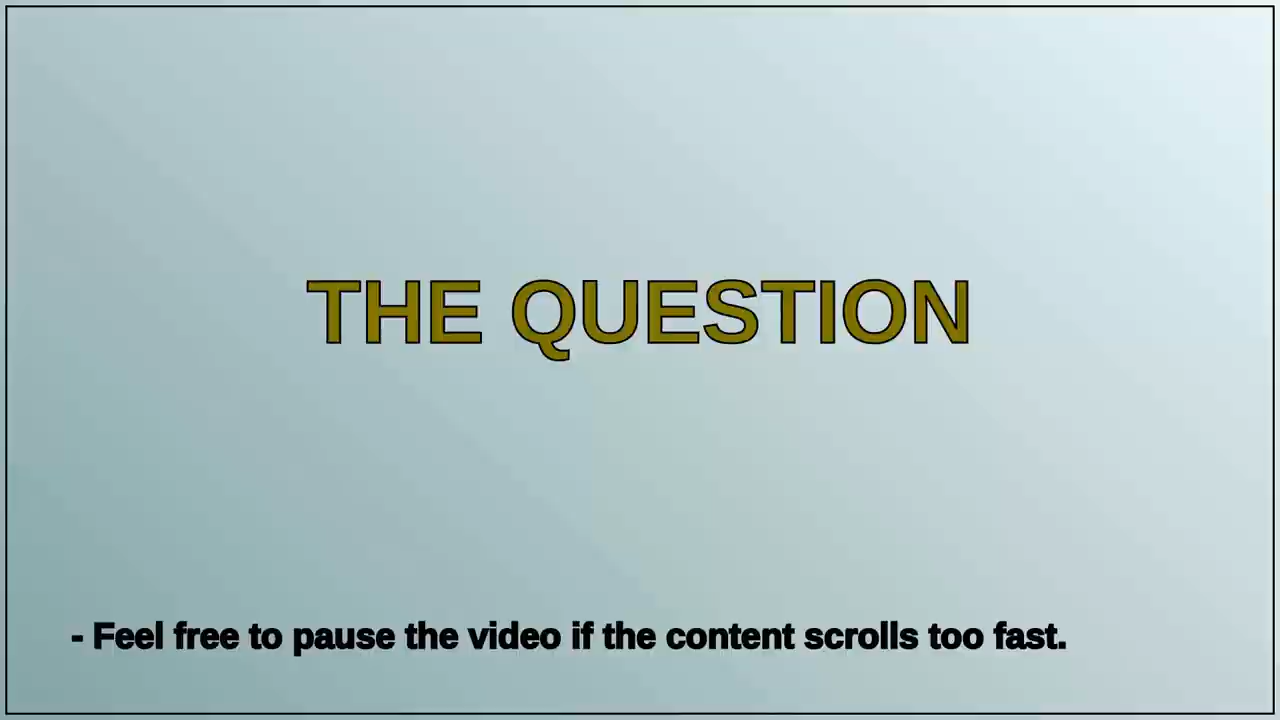 THE QUESTION
- Feel free to pause the video if the content scrolls too fast.